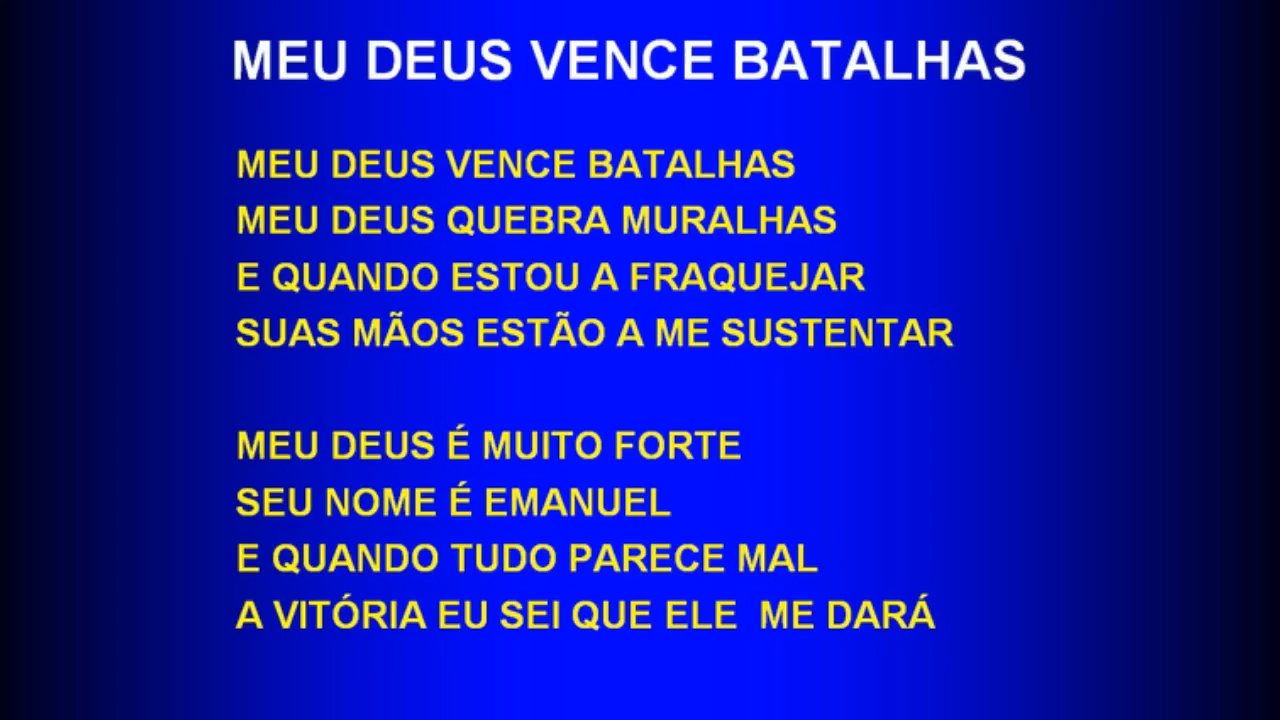 MEU DEUS VENCE BATALHAS
MEU DEUS VENCE BATALHAS
MEU DEUS QUEBRA MURALHAS
E QUANDO ESTOU A FRAQUEJAR
SUAS MÃOS ESTÃO A ME SUSTENTAR
MEU DEUS É MUITO FORTE
SEU NOME É EMANUEL
E QUANDO TUDO PARECE MAL
A VITÓRIA EU SEI QUE ELE  ME DARÁ